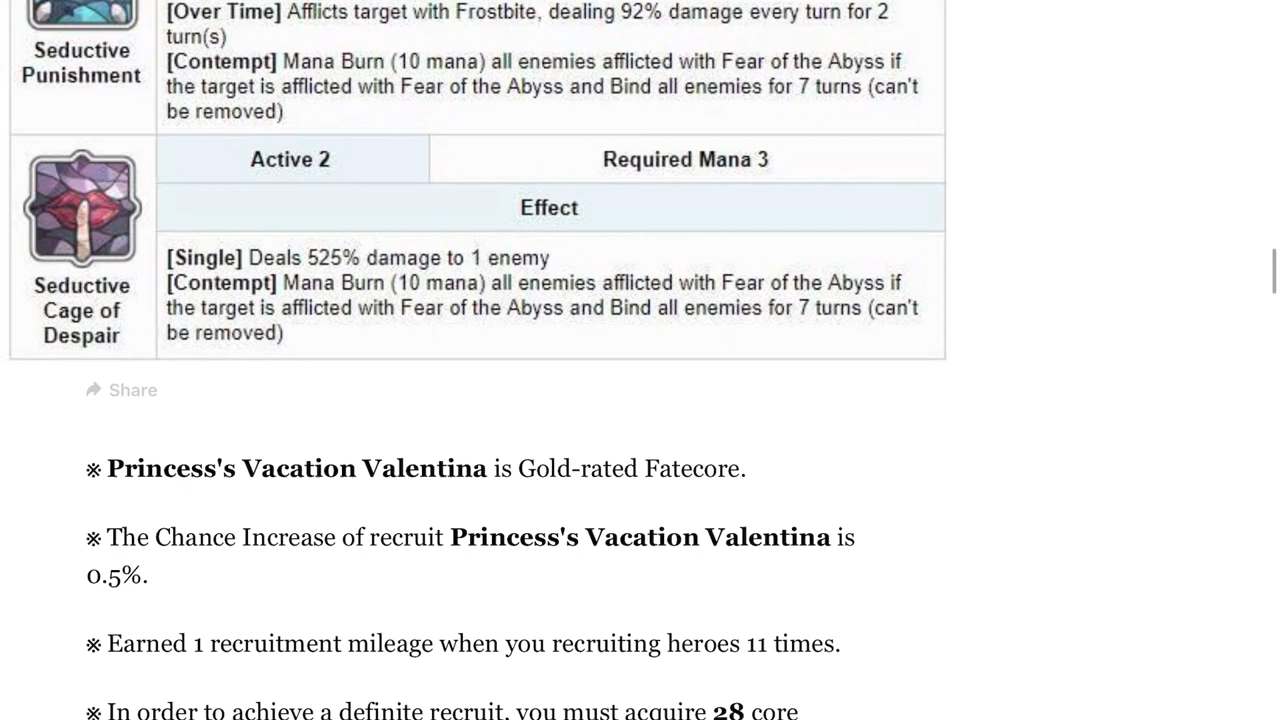 [Over Time] Afflicts target with Frostbite, dealing 92% damage every turn for 2
turn(s)
[Contempt] Mana Burn (10 mana) all enemies afflicted with Fear of the Abyss if
the target is afflicted with Fear of the Abyss and Bind all enemies for 7 turns (can't
be removed)
Seductive
Punishment
Active 2
Required Mana 3
Effect
[Single] Deals 525% damage to 1 enemy
[Contempt] Mana Burn (10 mana) all enemies afflicted with Fear of the Abyss if
the target is afflicted with Fear of the Abyss and Bind all enemies for 7 turns (can't
be removed)
Seductive
Cage of
Despair
Share
※ Princess's Vacation Valentina is Gold-rated Fatecore.
※ The Chance Increase of recruit Princess's Vacation Valentina is
0.5%.
※ Earned 1 recruitment mileage when you recruiting heroes 11 times.
※ In order to achieve a definite recruit, you must acquire 28 core